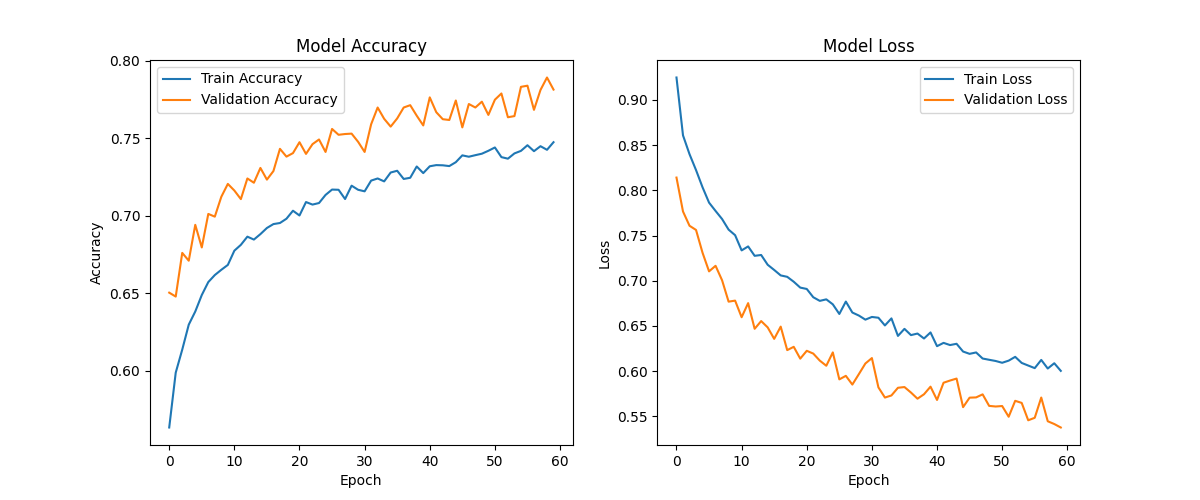 Model Accuracy
Train Accuracy
Validation Accuracy
0.80
0.75
0.70
0.65
0.60
Accuracy
0 10 20 30 40 50 60
Epoch
Model Loss
Train Loss
Validation Loss
0.90
0.85
0.80
0.75
0.70
0.65
0.60
0.55
Loss
0 10 20 30 40 50 60
Epoch